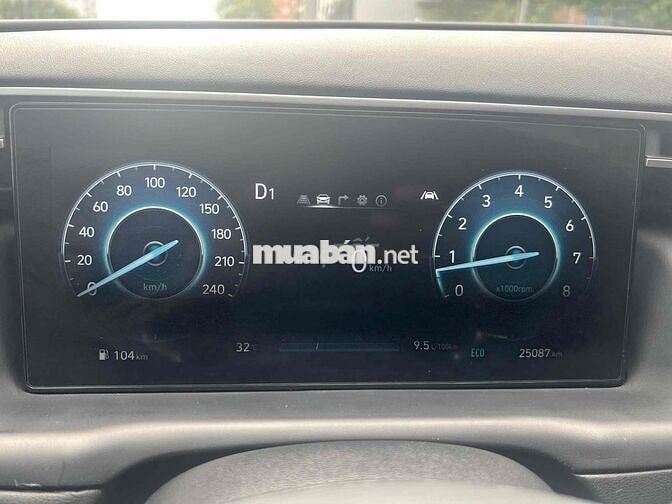 D1
0 20 40 60 80 100 120 150 180 210 240
km/h
0 km/h
0 1 2 3 4 5 6 7 8
x1000rpm
muaban.net
104 km
32°C
9.5 L/100km
ECO
25087 km